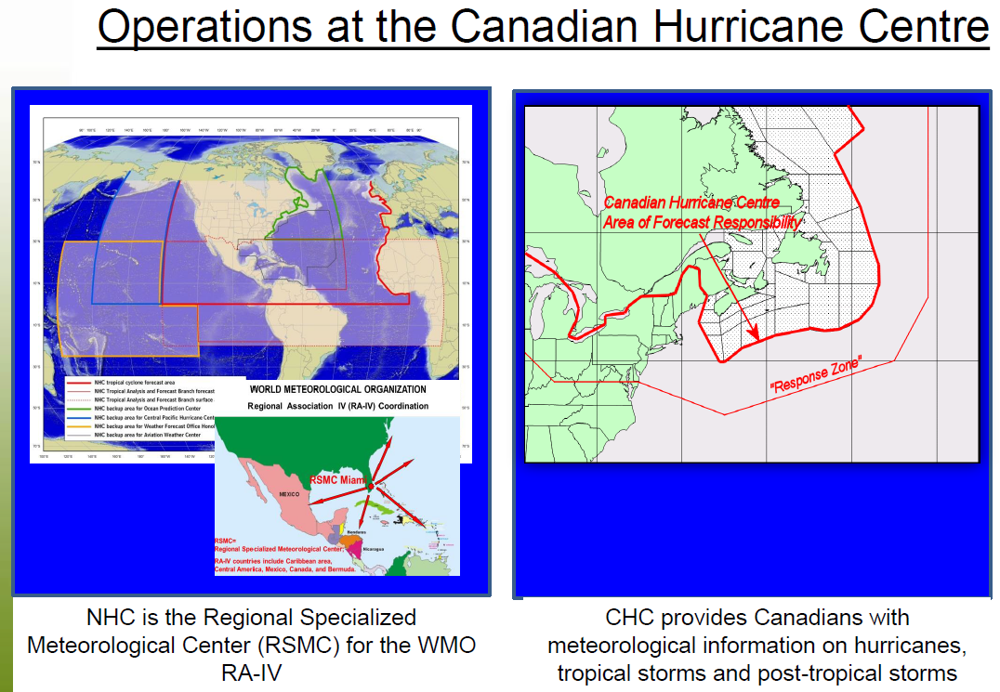 Operations at the Canadian Hurricane Centre
NHC tropical cyclone forecast area
NHC Tropical Analysis and Forecast Branch forecast
NHC Tropical Analysis and Forecast Branch surface
NHC backup area for Ocean Prediction Center
NHC backup area for Central Pacific Hurricane Cent
NHC backup area for Weather Forecast Office Honol
NHC backup area for Aviation Weather Center
WORLD METEOROLOGICAL ORGANIZATION
Regional Association IV (RA-IV) Coordination
RSMC Miami
MEXICO
Honduras
Nicaragua
RSMC=
Regional Specialized Meteorological Center;
RA-IV countries include Caribbean area,
Central America, Mexico, Canada, and Bermuda.
Canadian Hurricane Centre
Area of Forecast Responsibility
"Response Zone"
NHC is the Regional Specialized
Meteorological Center (RSMC) for the WMO
RA-IV
CHC provides Canadians with
meteorological information on hurricanes,
tropical storms and post-tropical storms